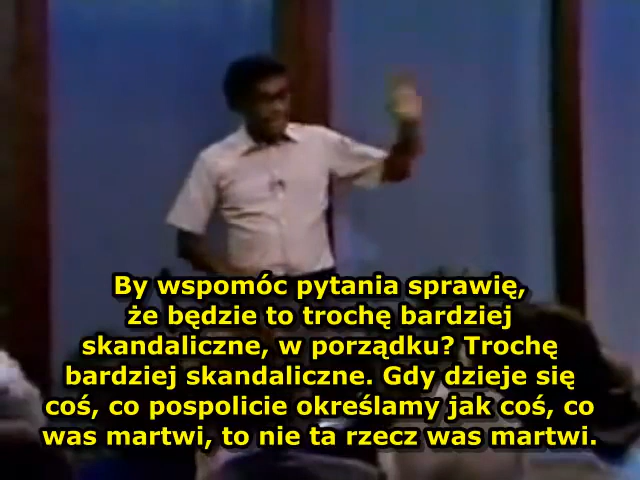 By wspomóc pytania sprawię,
że będzie to trochę bardziej
skandaliczne, w porządku? Trochę
bardziej skandaliczne. Gdy dzieje się
coś, co pospolicie określamy jak coś, co
was martwi, to nie ta rzecz was martwi.